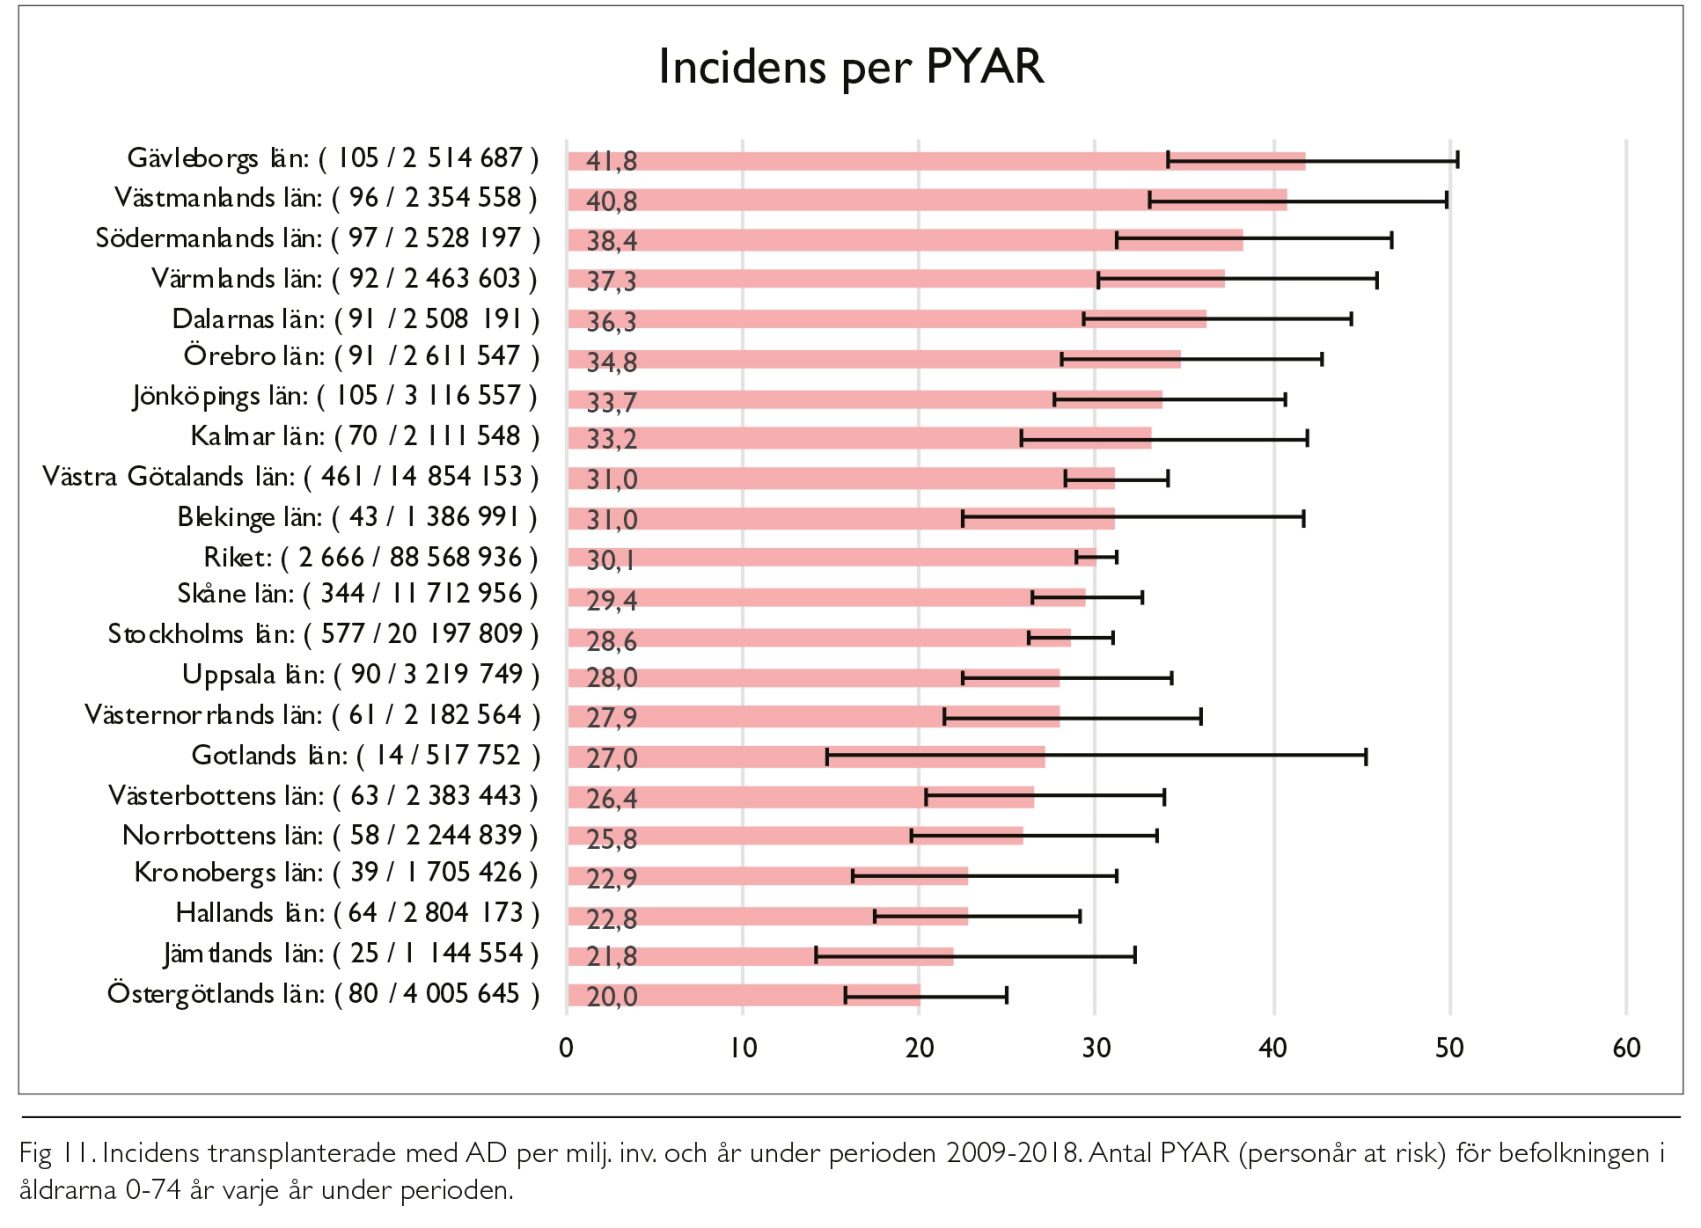 Incidens per PYAR
Gävleborgs län: ( 105 / 2 514 687 ) 41,8
Västmanlands län: ( 96 / 2 354 558 ) 40,8
Södermanlands län: ( 97 / 2 528 197 ) 38,4
Värmlands län: ( 92 / 2 463 603 ) 37,3
Dalarnas län: ( 91 / 2 508 191 ) 36,3
Örebro län: ( 91 / 2 611 547 ) 34,8
Jönköpings län: ( 105 / 3 116 557 ) 33,7
Kalmar län: ( 70 / 2 111 548 ) 33,2
Västra Götalands län: ( 461 / 14 854 153 ) 31,0
Blekinge län: ( 43 / 1 386 991 ) 31,0
Riket: ( 2 666 / 88 568 936 ) 30,1
Skåne län: ( 344 / 11 712 956 ) 29,4
Stockholms län: ( 577 / 20 197 809 ) 28,6
Uppsala län: ( 90 / 3 219 749 ) 28,0
Västernorrlands län: ( 61 / 2 182 564 ) 27,9
Gotlands län: ( 14 / 517 752 ) 27,0
Västerbottens län: ( 63 / 2 383 443 ) 26,4
Norrbottens län: ( 58 / 2 244 839 ) 25,8
Kronobergs län: ( 39 / 1 705 426 ) 22,9
Hallands län: ( 64 / 2 804 173 ) 22,8
Jämtlands län: ( 25 / 1 144 554 ) 21,8
Östergötlands län: ( 80 / 4 005 645 ) 20,0
0 10 20 30 40 50 60
Fig 11. Incidens transplanterade med AD per milj. inv. och år under perioden 2009-2018. Antal PYAR (personår at risk) för befolkningen i
åldrarna 0-74 år varje år under perioden.